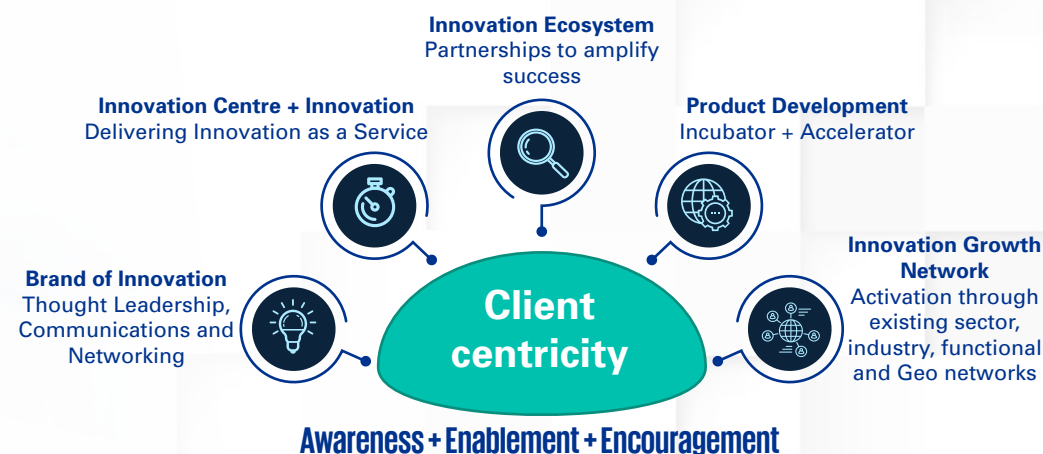 Innovation Ecosystem
Partnerships to amplify
success
Innovation Centre + Innovation
Delivering Innovation as a Service
Product Development
Incubator + Accelerator
Brand of Innovation
Thought Leadership,
Communications and
Networking
Innovation Growth
Network
Activation through
existing sector,
industry, functional
and Geo networks
Client
centricity
Awareness + Enablement + Encouragement